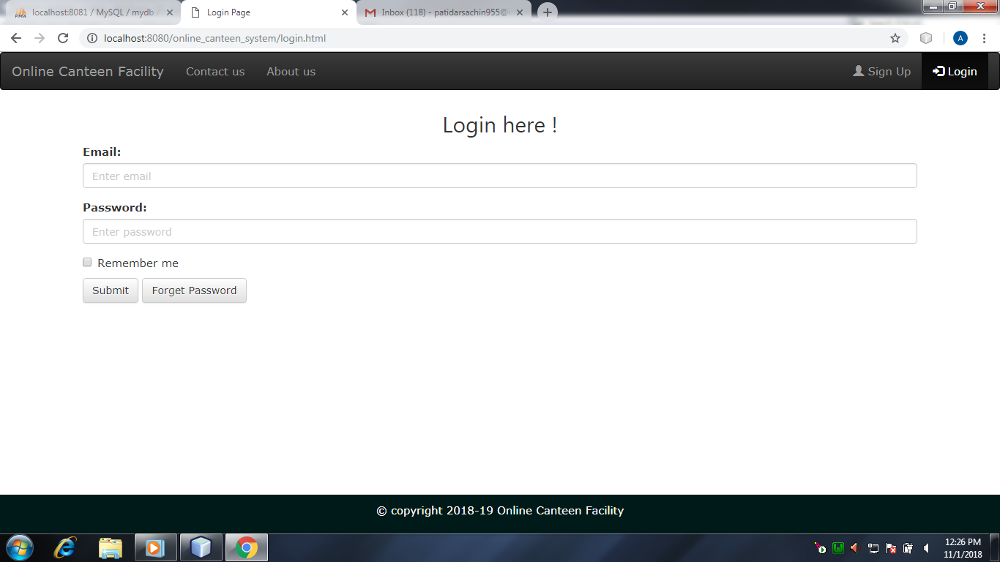 localhost:8081 / MySQL / mydb /
Login Page
Inbox (118) - patidarsachin955@
localhost:8080/online_canteen_system/login.html
A
Online Canteen Facility
Contact us
About us
Sign Up
Login
Login here !
Email:
Enter email
Password:
Enter password
Remember me
Submit
Forget Password
© copyright 2018-19 Online Canteen Facility
12:26 PM
11/1/2018